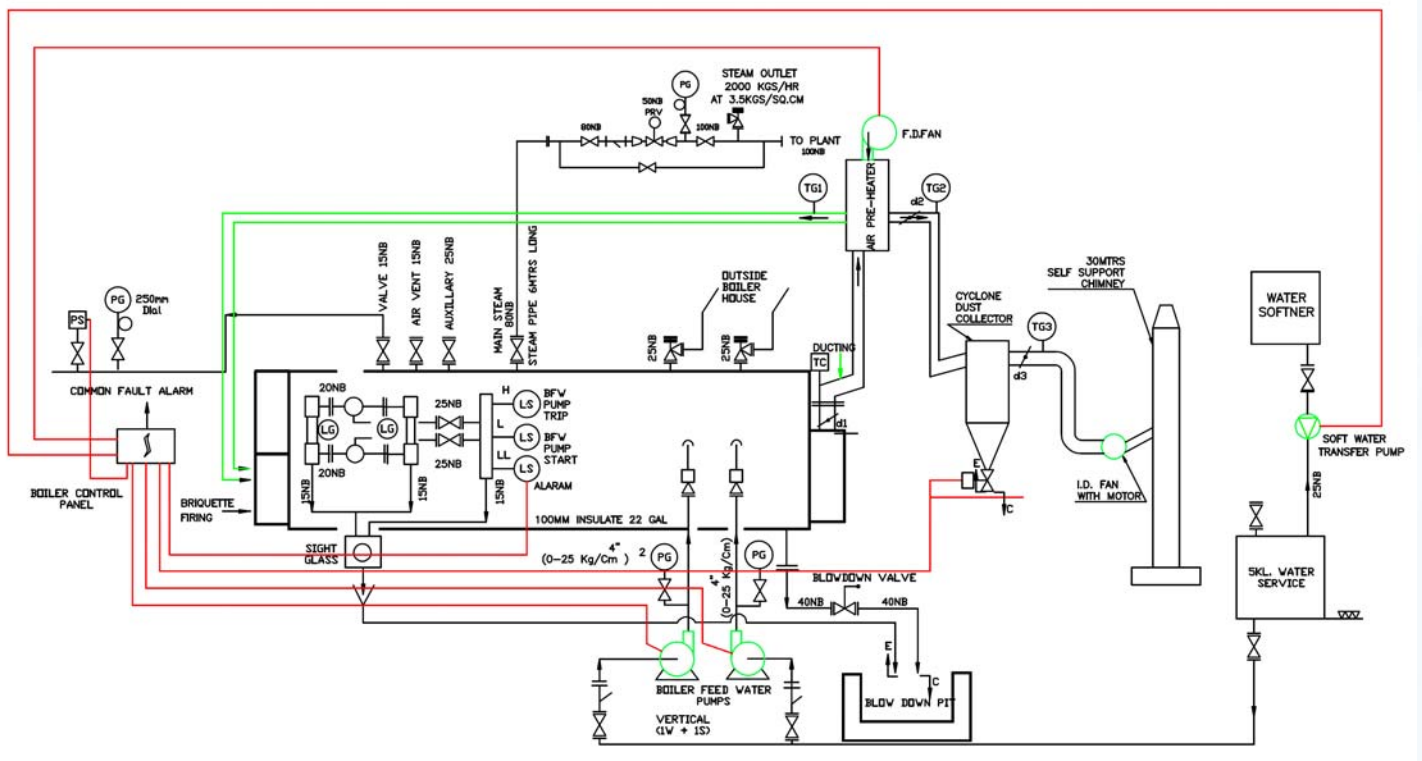 STEAM OUTLET
2000 KGS/HR
AT 3.5KGS/SQ.CM
PG
50NB
PRV
80NB
100NB
TO PLANT
100NB
F.D.FAN
AIR PRE-HEATER
TG1
TG2
d2
30MTRS
SELF SUPPORT
CHIMNEY
WATER
SOFTNER
CYCLONE
DUST
COLLECTOR
TG3
d3
OUTSIDE
BOILER
HOUSE
VALVE 15NB
AIR VENT 15NB
AUXILLARY 25NB
MAIN STEAM
80NB
STEAM PIPE 6MTRS LONG
PG
250mm
Dial
PS
25NB
25NB
DUCTING
TC
d1
COMMON FAULT ALARM
20NB
LG
LG
20NB
25NB
25NB
H
L
LL
LS
LS
LS
BFW
PUMP
TRIP
BFW
PUMP
START
ALARAM
15NB
15NB
15NB
BOILER CONTROL
PANEL
BRIQUETTE
FIRING
100MM INSULATE 22 GAL
SOFT WATER
TRANSFER PUMP
I.D. FAN
WITH MOTOR
25NB
E
C
SIGHT
GLASS
4"
(0-25 Kg/Cm ) 2
PG
4"
(0-25 Kg/Cm)
PG
BLOWDOWN VALVE
40NB
40NB
5KL. WATER
SERVICE
E
C
BLOW DOWN PIT
BOILER FEED WATER
PUMPS
VERTICAL
(1W + 1S)